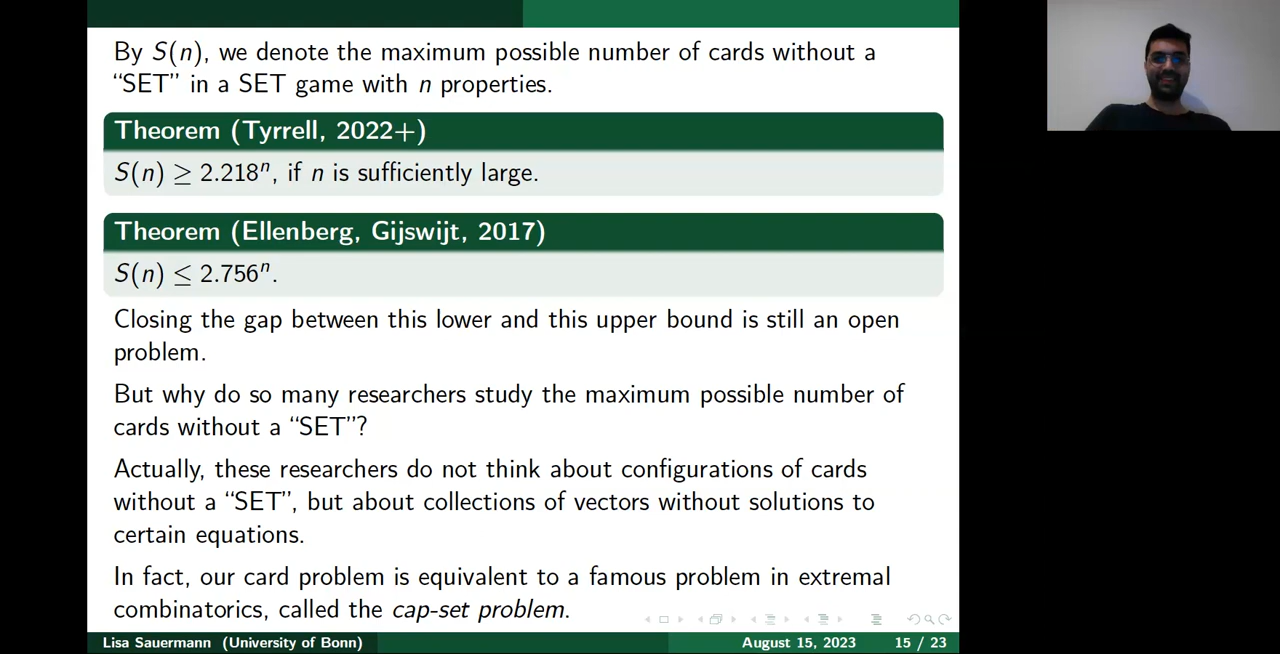 By S(n), we denote the maximum possible number of cards without a
“SET” in a SET game with n properties.
Theorem (Tyrrell, 2022+)
S(n) ≥ 2.218ⁿ, if n is sufficiently large.
Theorem (Ellenberg, Gijswijt, 2017)
S(n) ≤ 2.756ⁿ.
Closing the gap between this lower and this upper bound is still an open
problem.
But why do so many researchers study the maximum possible number of
cards without a “SET”?
Actually, these researchers do not think about configurations of cards
without a “SET”, but about collections of vectors without solutions to
certain equations.
In fact, our card problem is equivalent to a famous problem in extremal
combinatorics, called the cap-set problem.
Lisa Sauermann (University of Bonn) August 15, 2023 15 / 23